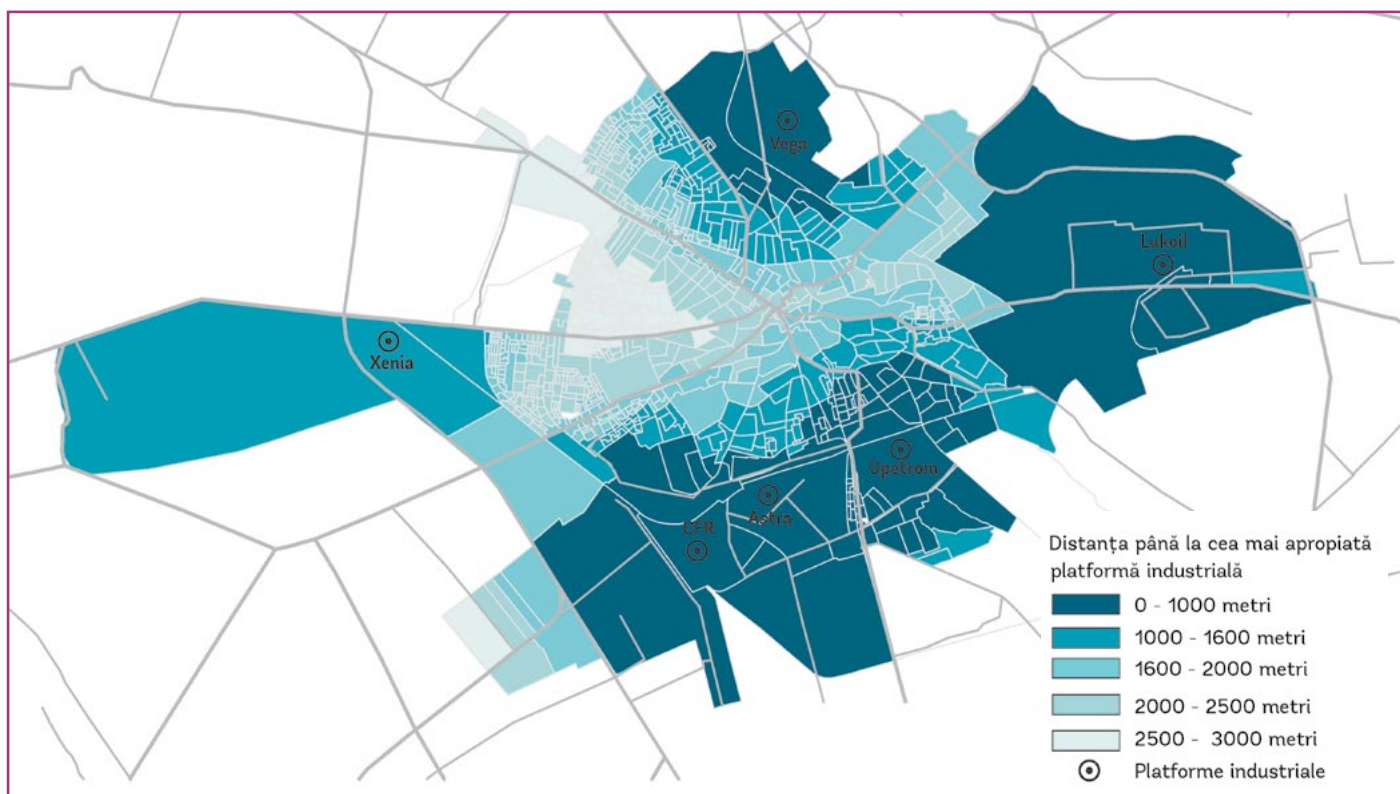 Vega
Lukoil
Xenia
Upetrom
Astra
CFR
Distanța până la cea mai apropiată
platformă industrială
0 - 1000 metri
1000 - 1600 metri
1600 - 2000 metri
2000 - 2500 metri
2500 - 3000 metri
Platforme industriale